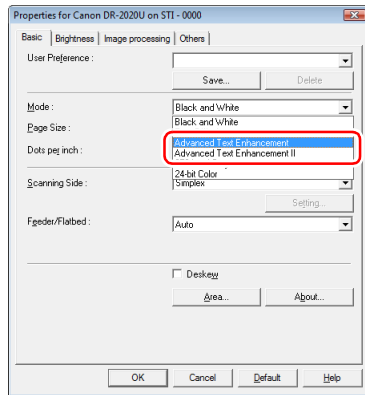 Properties for Canon DR-2020U on STI - 0000
Basic Brightness Image processing Others
User Preference :
Save... Delete
Mode : Black and White
Black and White
Page Size :
Advanced Text Enhancement
Dots per inch : Advanced Text Enhancement II
24-bit Color
Scanning Side : Simplex
Setting...
Feeder/Flatbed : Auto
Deskew
Area... About...
OK Cancel Default Help